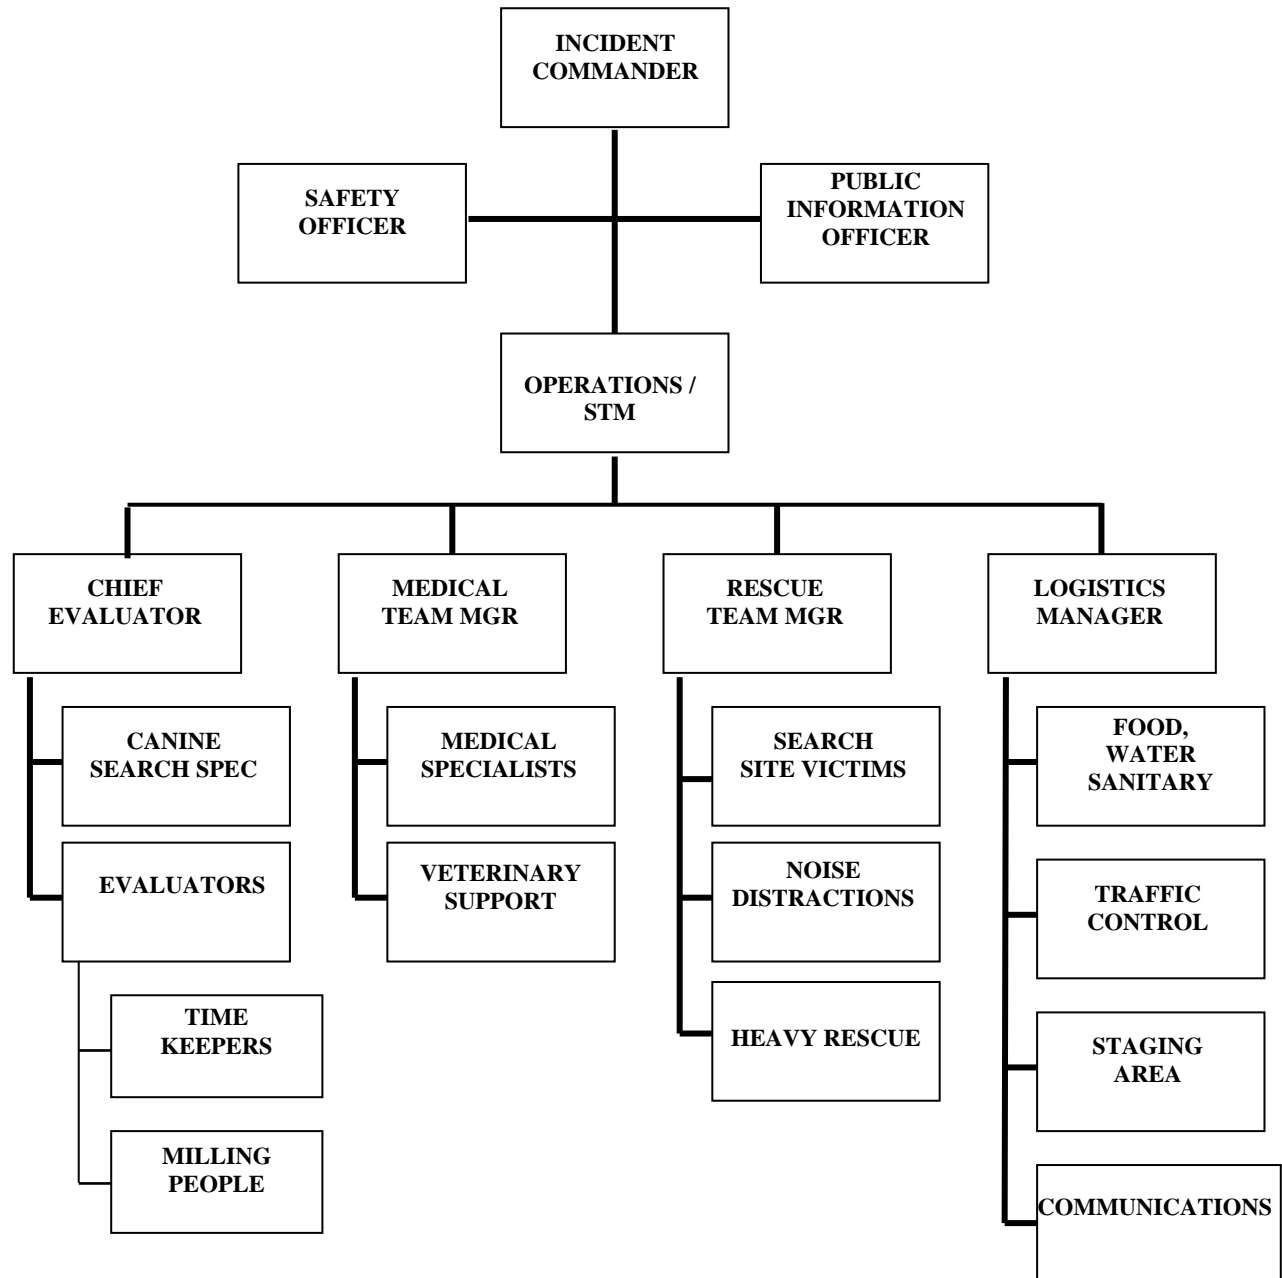 INCIDENT
COMMANDER
SAFETY
OFFICER
PUBLIC
INFORMATION
OFFICER
OPERATIONS /
STM
CHIEF
EVALUATOR
MEDICAL
TEAM MGR
RESCUE
TEAM MGR
LOGISTICS
MANAGER
CANINE
SEARCH SPEC
MEDICAL
SPECIALISTS
SEARCH
SITE VICTIMS
FOOD,
WATER
SANITARY
EVALUATORS
VETERINARY
SUPPORT
NOISE
DISTRACTIONS
TRAFFIC
CONTROL
TIME
KEEPERS
HEAVY RESCUE
STAGING
AREA
MILLING
PEOPLE
COMMUNICATIONS